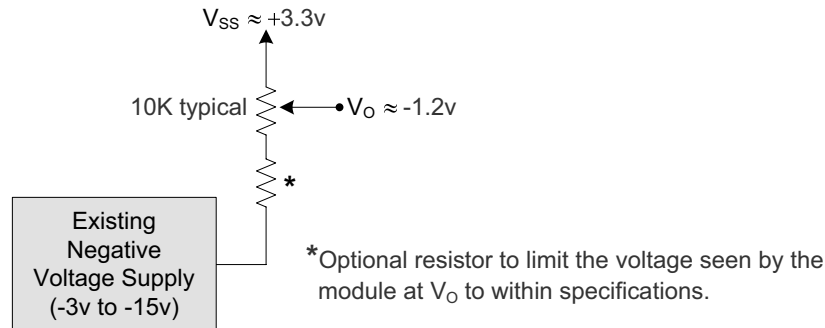 V_SS ≈ +3.3v
10K typical
V_O ≈ -1.2v
*
Existing
Negative
Voltage Supply
(-3v to -15v)
*Optional resistor to limit the voltage seen by the
module at V_O to within specifications.